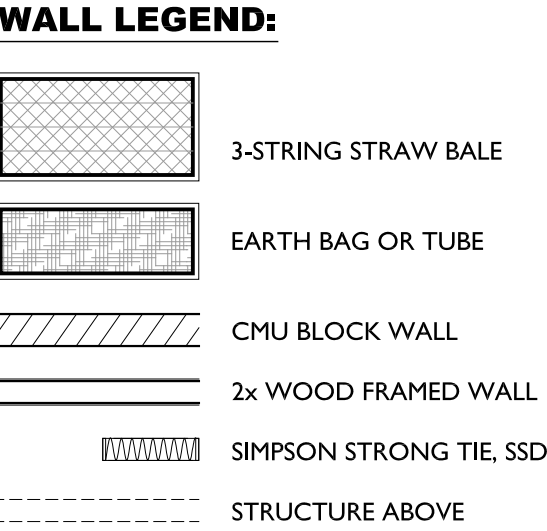 WALL LEGEND:
3-STRING STRAW BALE
EARTH BAG OR TUBE
CMU BLOCK WALL
2x WOOD FRAMED WALL
SIMPSON STRONG TIE, SSD
STRUCTURE ABOVE